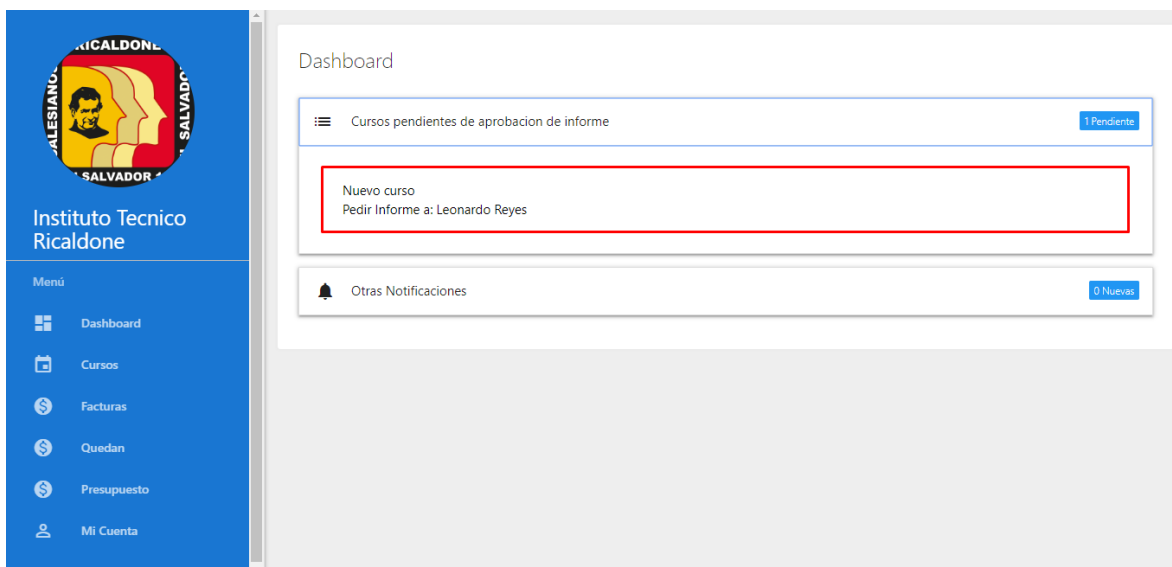 RICALDONE
SALESIANOS
SALVADOR
SALVADOR
Instituto Tecnico
Ricaldone
Menú
Dashboard
Cursos
Facturas
Quedan
Presupuesto
Mi Cuenta
Dashboard
Cursos pendientes de aprobacion de informe
1 Pendiente
Nuevo curso
Pedir Informe a: Leonardo Reyes
Otras Notificaciones
0 Nuevas